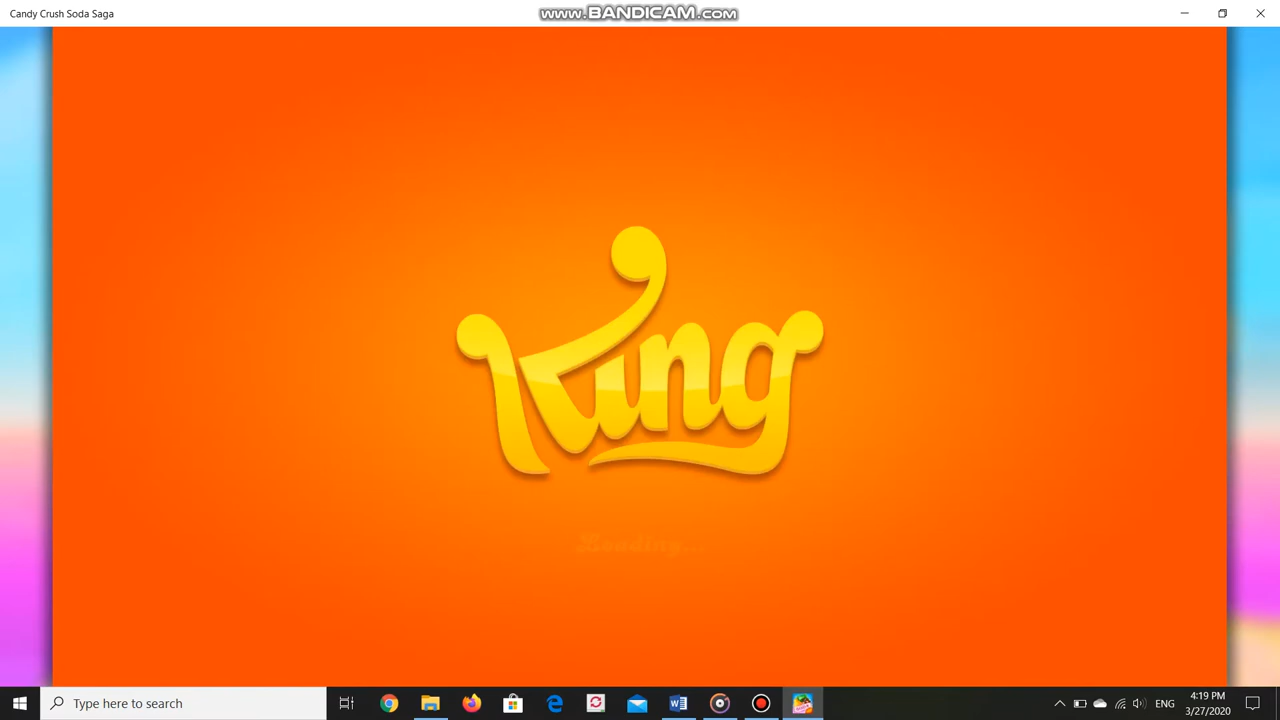 Candy Crush Soda Saga
www.BANDICAM.com
King
Loading...
Type here to search
ENG
4:19 PM
3/27/2020